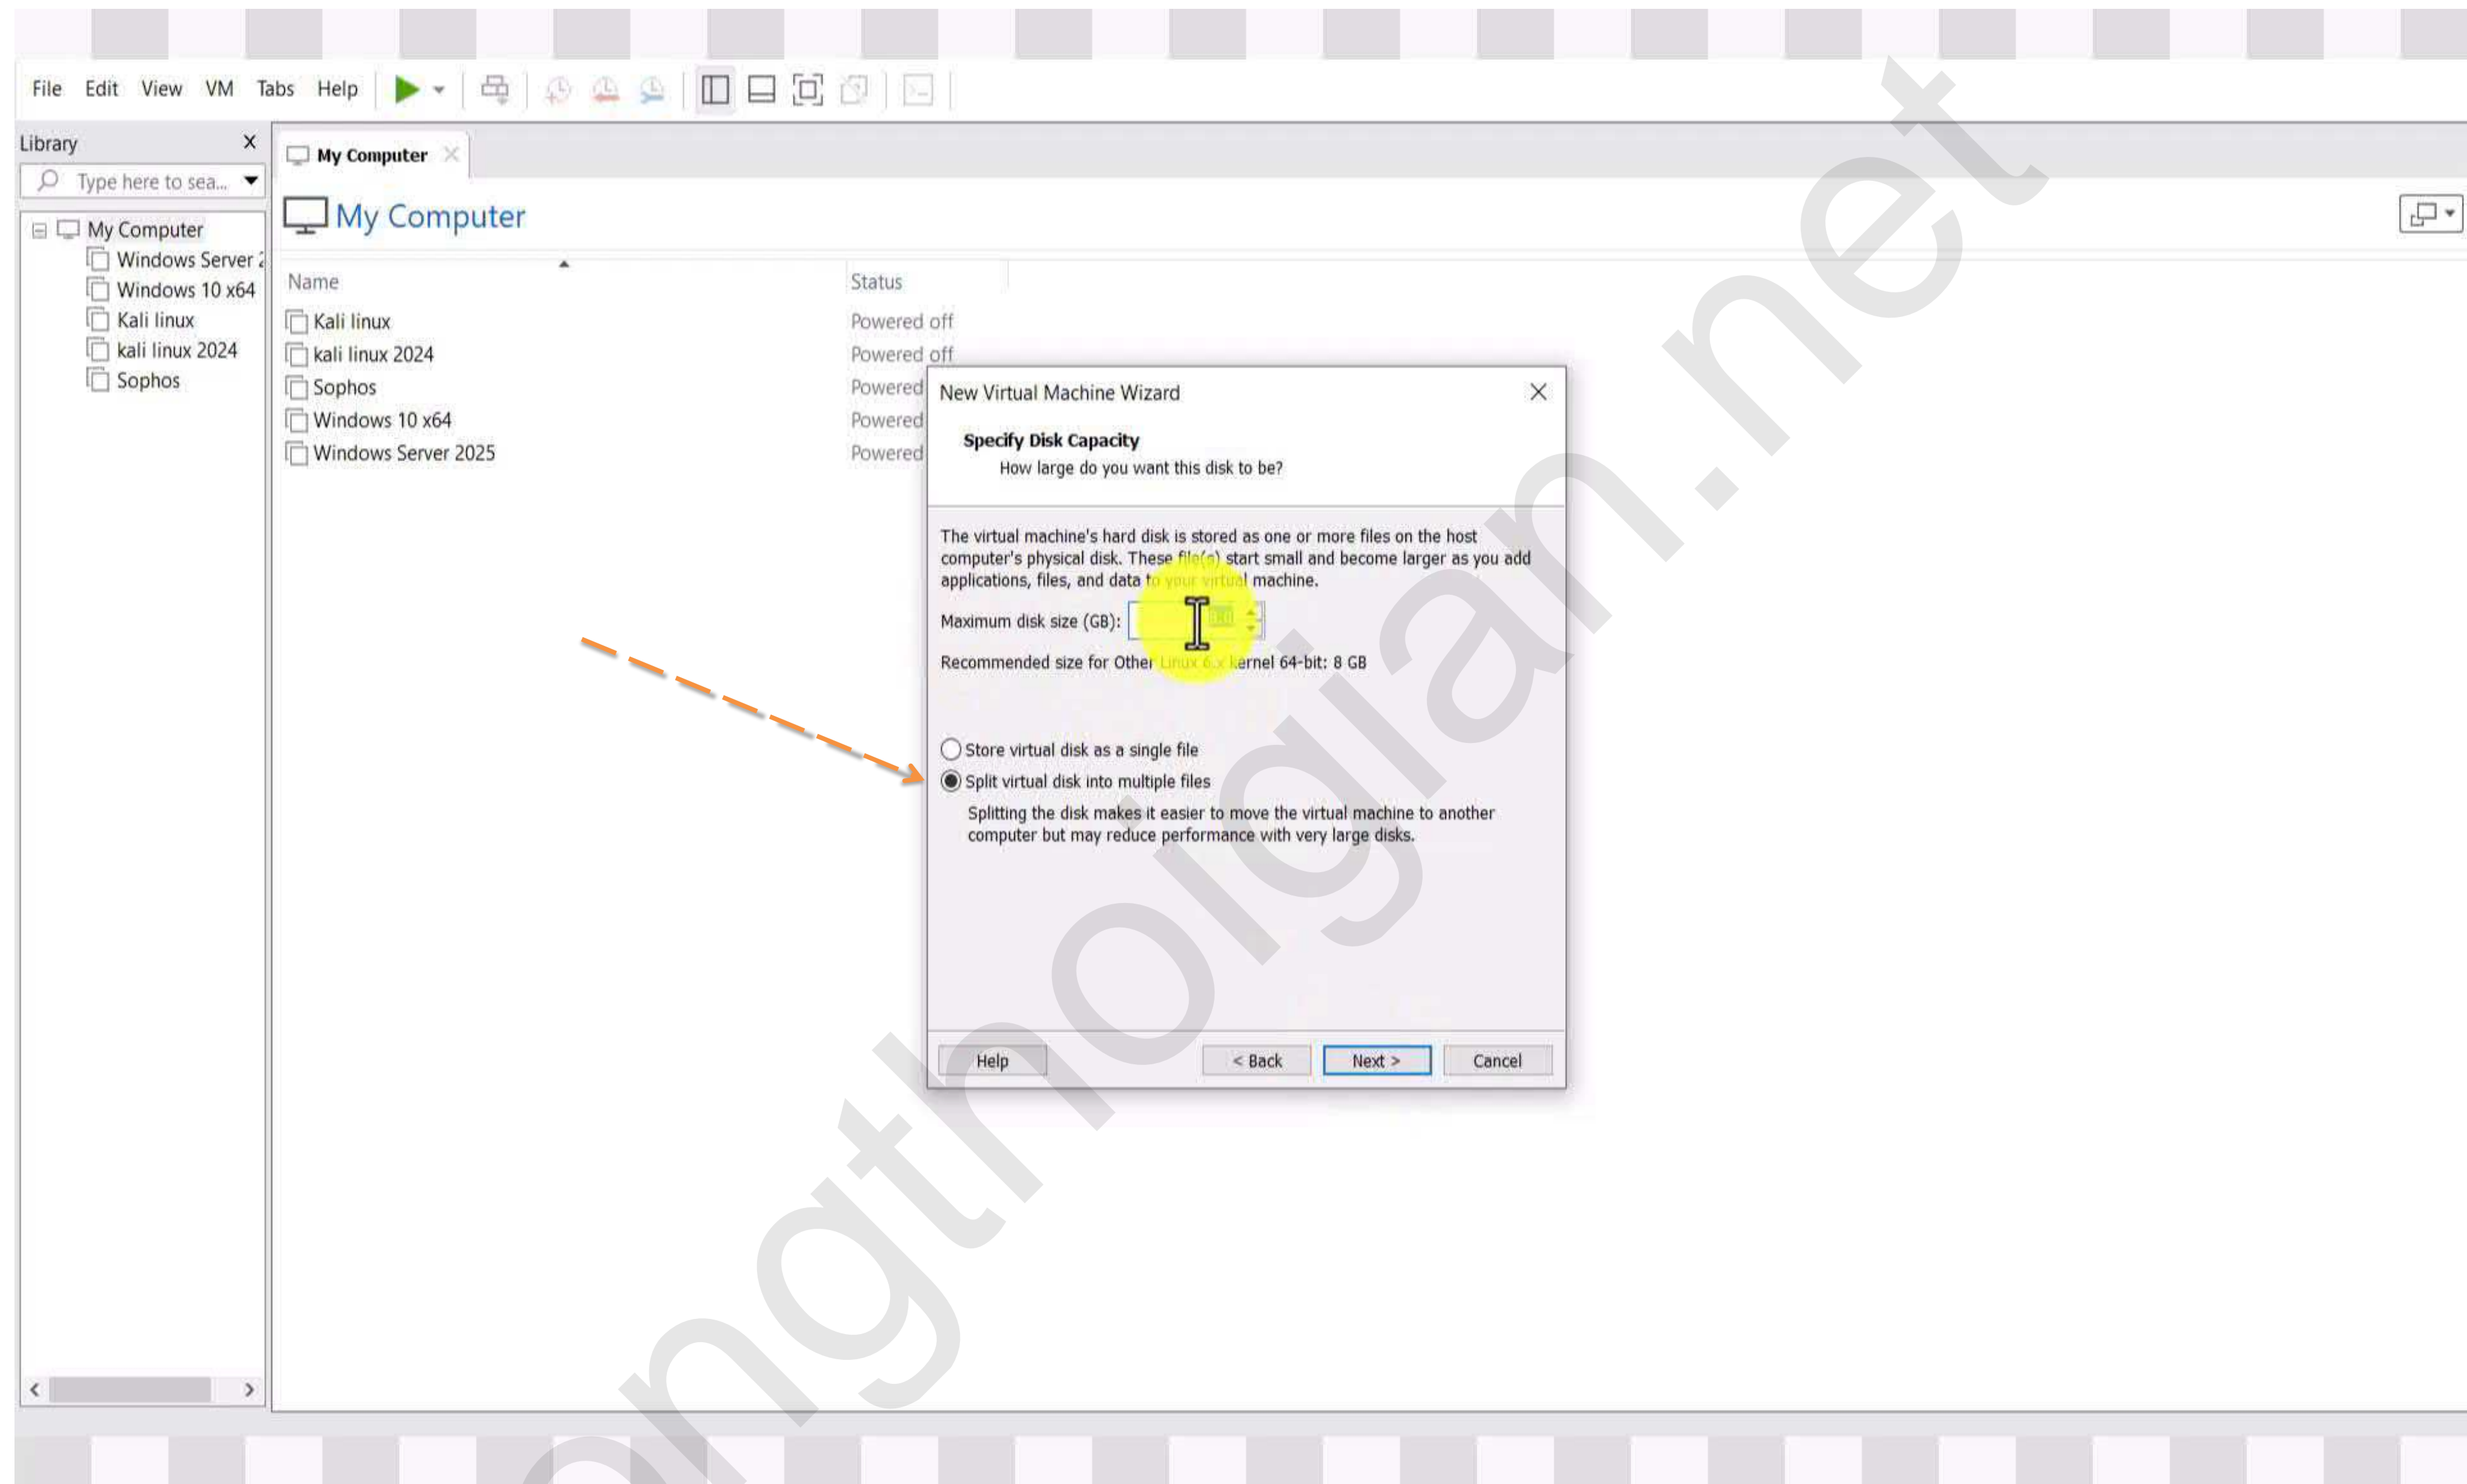 File Edit View VM Tabs Help
Library X
My Computer
Type here to sea...
My Computer
My Computer
Windows Server 2
Windows 10 x64
Kali linux
kali linux 2024
Sophos
Name Status
Kali linux Powered off
kali linux 2024 Powered off
Sophos Powered
Windows 10 x64 Powered
Windows Server 2025 Powered
New Virtual Machine Wizard
Specify Disk Capacity
How large do you want this disk to be?
The virtual machine's hard disk is stored as one or more files on the host
computer's physical disk. These file(s) start small and become larger as you add
applications, files, and data to your virtual machine.
Maximum disk size (GB):
Recommended size for Other Linux 6.x kernel 64-bit: 8 GB
Store virtual disk as a single file
Split virtual disk into multiple files
Splitting the disk makes it easier to move the virtual machine to another
computer but may reduce performance with very large disks.
Help < Back Next > Cancel
ongtholgian.net